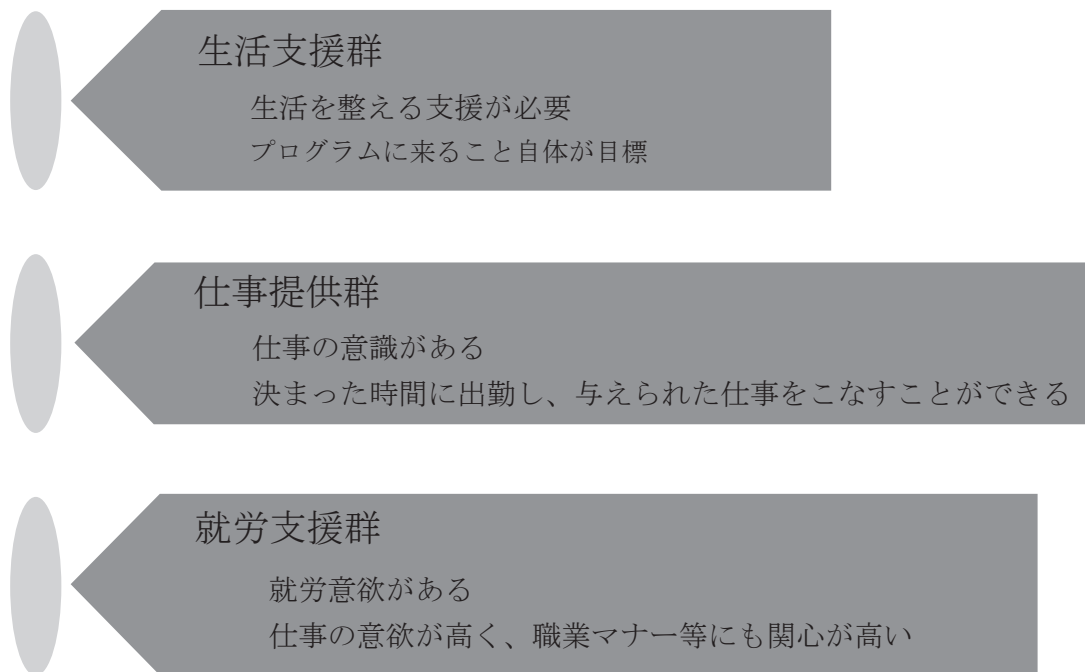 生活支援群
生活を整える支援が必要
プログラムに来ること自体が目標
仕事提供群
仕事の意識がある
決まった時間に出勤し、与えられた仕事をこなすことができる
就労支援群
就労意欲がある
仕事の意欲が高く、職業マナー等にも関心が高い